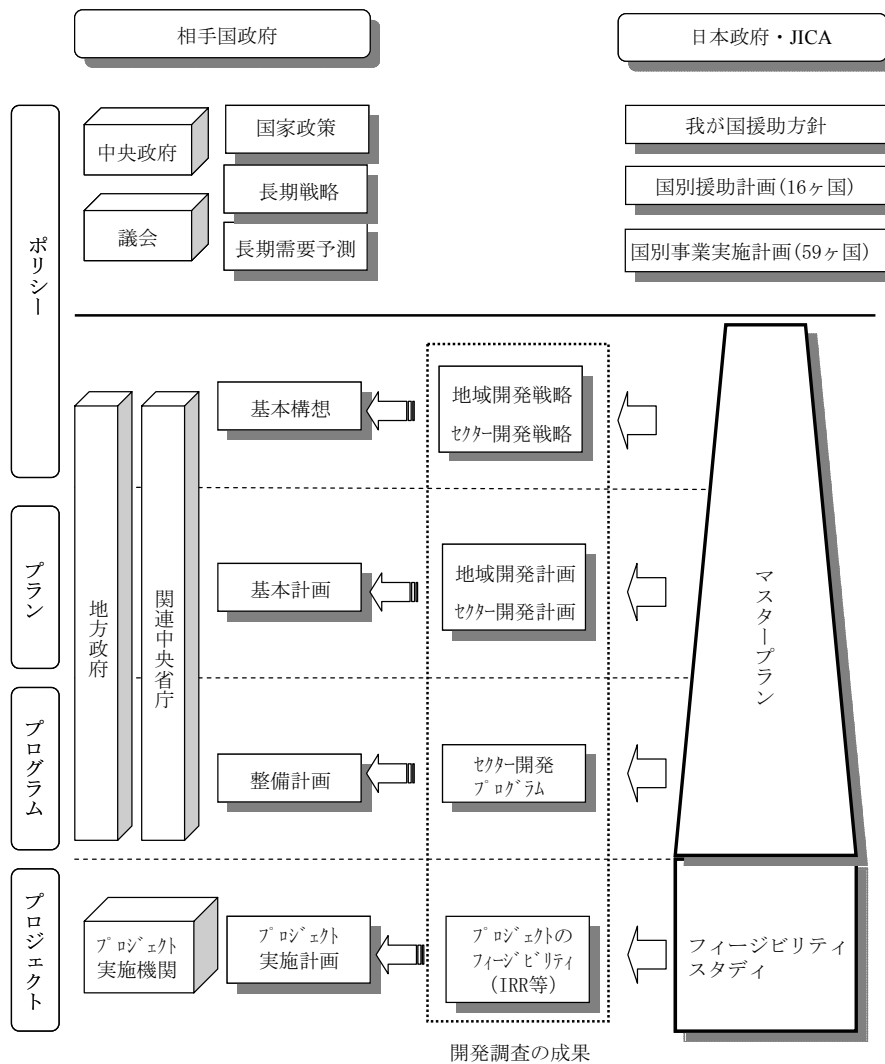 相手国政府
日本政府・JICA
ポリシー
中央政府
議会
国家政策
長期戦略
長期需要予測
我が国援助方針
国別援助計画(16ヶ国)
国別事業実施計画(59ヶ国)
地方政府
関連中央省庁
基本構想
地域開発戦略
セクター開発戦略
マスタープラン
プラン
基本計画
地域開発計画
セクター開発計画
プログラム
整備計画
セクター開発
プログラム
プロジェクト
プロジェクト
実施機関
プロジェクト
実施計画
プロジェクトの
フィージビリティ
(IRR等)
フィージビリティ
スタディ
開発調査の成果